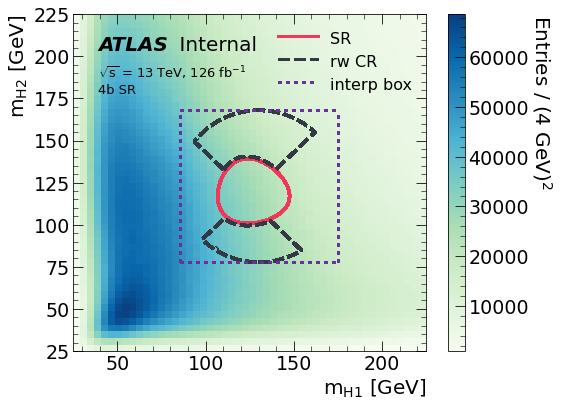 ATLAS Internal
√s = 13 TeV, 126 fb⁻¹
4b SR
SR
rw CR
interp box
m_H2 [GeV]
225
200
175
150
125
100
75
50
25
50
100
150
200
m_H1 [GeV]
60000
50000
40000
30000
20000
10000
Entries / (4 GeV)²